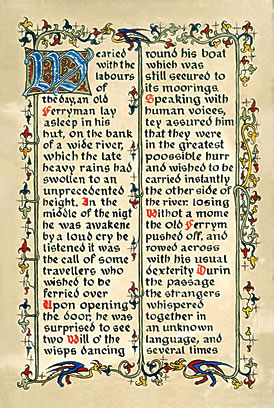 Wearied
with the
labours
of
the day, an old
Ferryman lay
asleep in his
hut, on the bank
of a wide river,
which the late
heavy rains had
swollen to an
unprecedented
height. In the
middle of the nigt
he was awakene
by a loud cry he
listened it was
the call of some
travellers who
wished to be
ferried over
Upon opening
the door, he was
surprised to see
two Will o' the
wisps dancing
round his boat
which was
still secured to
its moorings
Speaking with
human voices,
tey assured him
that they were
in the greatest
poossible hurr
and wished to be
carried instantly
the other side of
the river. losing
Withot a mome
the old Ferrym
pushed off, and
rowed across
with his usual
dexterity Durin
the passage
the strangers
whispered
together in
an unknown
language, and
several times